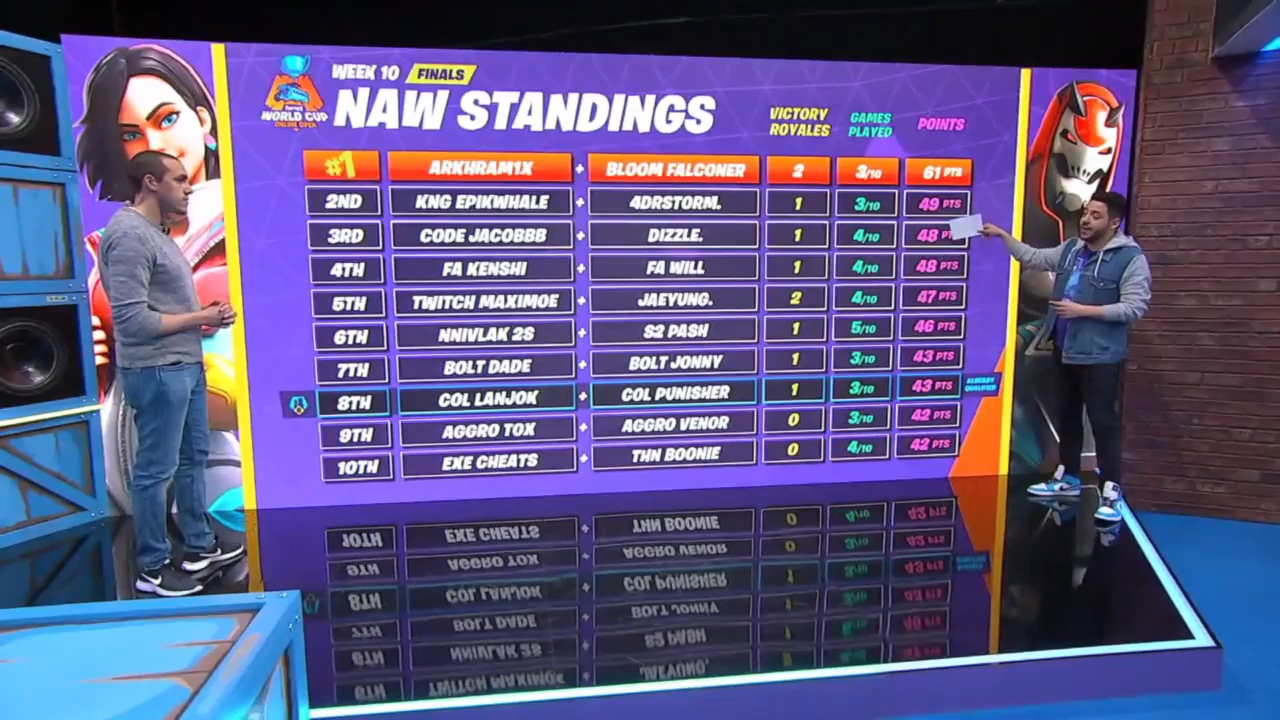 WEEK 10 FINALS
WORLD CUP
ONLINE OPEN
NAW STANDINGS
VICTORY ROYALES
GAMES PLAYED
POINTS
#1 ARKHRAM1X + BLOOM FALCONER 2 3/10 61 PTS
2ND KNG EPIKWHALE + 4DRSTORM. 1 3/10 49 PTS
3RD CODE JACOBBB + DIZZLE. 1 4/10 48
4TH FA KENSHI + FA WILL 1 4/10 48 PTS
5TH TWITCH MAXIMOE + JAEYUNG. 2 4/10 47 PTS
6TH NNIVLAK 2S + S2 PASH 1 5/10 46 PTS
7TH BOLT DADE + BOLT JONNY 1 3/10 43 PTS
8TH COL LANJOK + COL PUNISHER 1 3/10 43 PTS ALREADY QUALIFIED
9TH AGGRO TOX + AGGRO VENOR 0 3/10 42 PTS
10TH EXE CHEATS + THN BOONIE 0 4/10 42 PTS